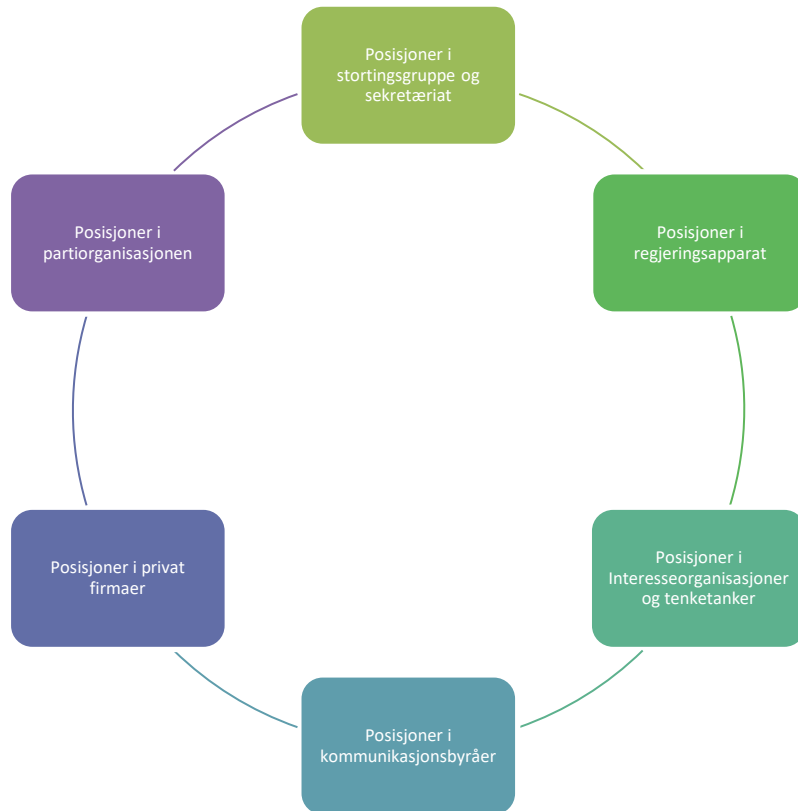 Posisjoner i
stortingsgruppe og
sekretæriat
Posisjoner i
regjeringsapparat
Posisjoner i
Interesseorganisasjoner
og tenketanker
Posisjoner i
kommunikasjonsbyråer
Posisjoner i privat
firmaer
Posisjoner i
partiorganisasjonen